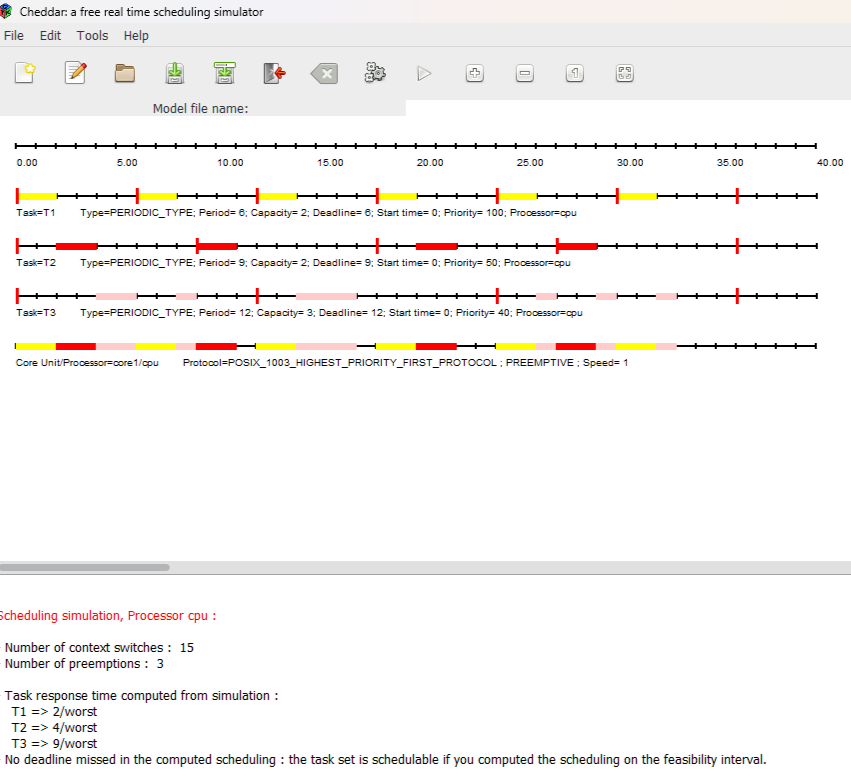 Cheddar: a free real time scheduling simulator
File Edit Tools Help
Model file name:
0.00 5.00 10.00 15.00 20.00 25.00 30.00 35.00 40.00
Task=T1 Type=PERIODIC_TYPE; Period= 6; Capacity= 2; Deadline= 6; Start time= 0; Priority= 100; Processor=cpu
Task=T2 Type=PERIODIC_TYPE; Period= 9; Capacity= 2; Deadline= 9; Start time= 0; Priority= 50; Processor=cpu
Task=T3 Type=PERIODIC_TYPE; Period= 12; Capacity= 3; Deadline= 12; Start time= 0; Priority= 40; Processor=cpu
Core Unit/Processor=core1/cpu Protocol=POSIX_1003_HIGHEST_PRIORITY_FIRST_PROTOCOL ; PREEMPTIVE ; Speed= 1
Scheduling simulation, Processor cpu :
Number of context switches : 15
Number of preemptions : 3
Task response time computed from simulation :
T1 => 2/worst
T2 => 4/worst
T3 => 9/worst
No deadline missed in the computed scheduling : the task set is schedulable if you computed the scheduling on the feasibility interval.